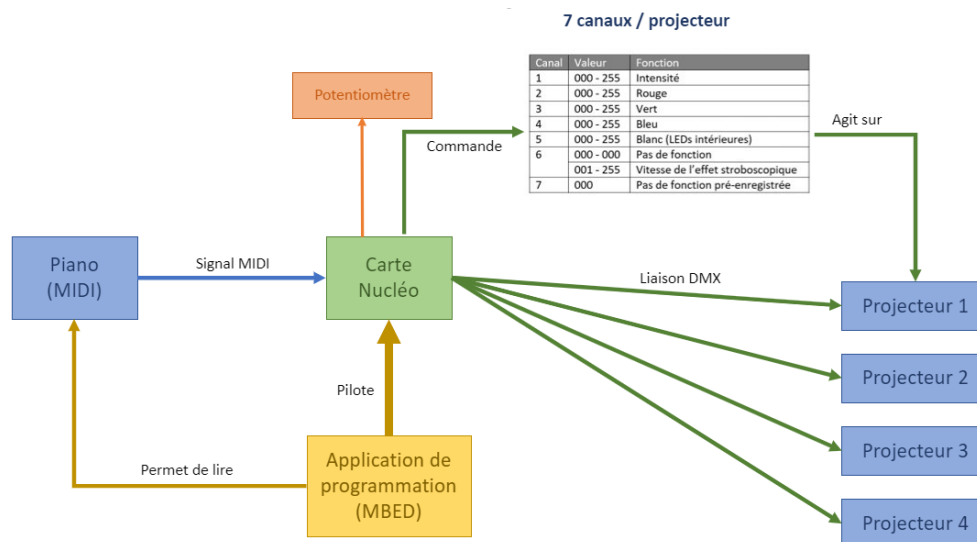 7 canaux / projecteur
Canal Valeur Fonction
1 000 - 255 Intensité
2 000 - 255 Rouge
3 000 - 255 Vert
4 000 - 255 Bleu
5 000 - 255 Blanc (LEDs intérieures)
6 000 - 000 Pas de fonction
001 - 255 Vitesse de l'effet stroboscopique
7 000 Pas de fonction pré-enregistrée
Potentiomètre
Commande
Agit sur
Piano
(MIDI)
Signal MIDI
Carte
Nucléo
Liaison DMX
Projecteur 1
Projecteur 2
Projecteur 3
Projecteur 4
Pilote
Permet de lire
Application de
programmation
(MBED)